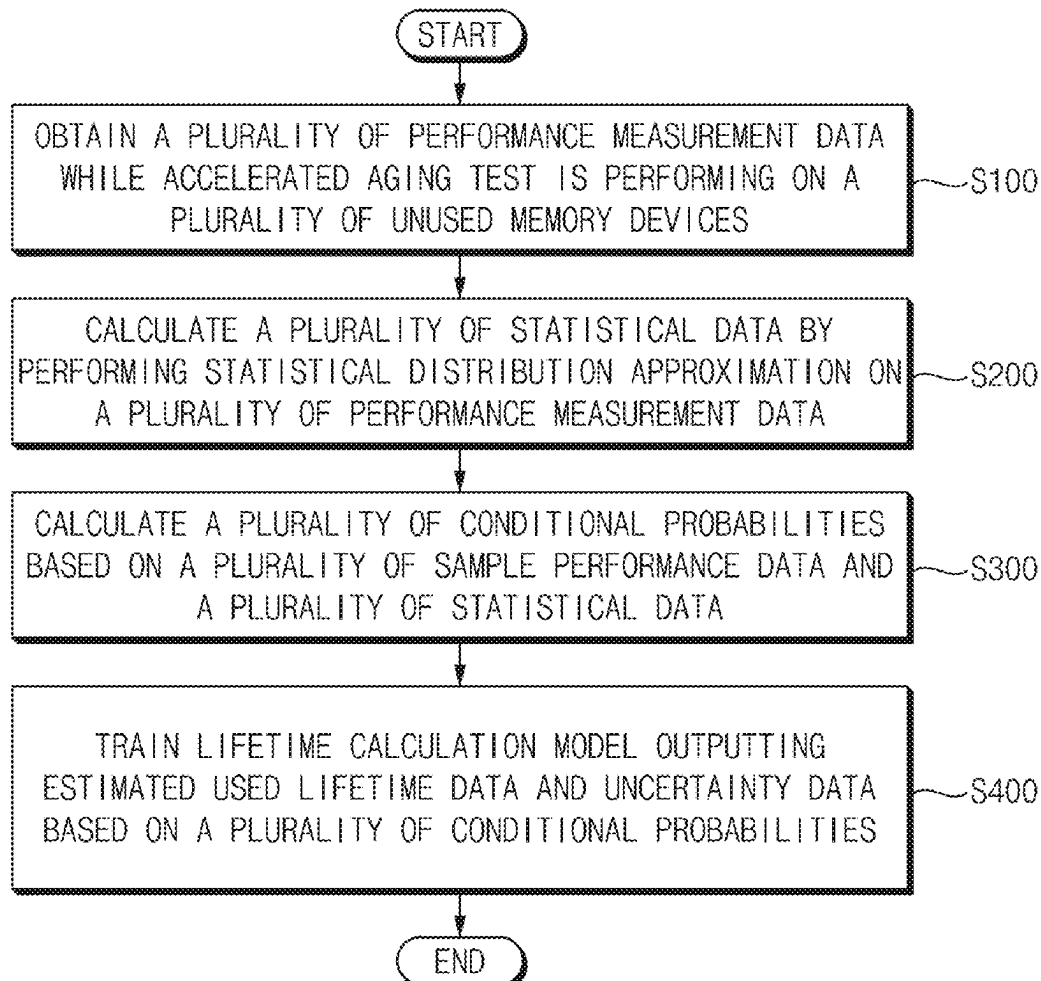 START
OBTAIN A PLURALITY OF PERFORMANCE MEASUREMENT DATA
WHILE ACCELERATED AGING TEST IS PERFORMING ON A
PLURALITY OF UNUSED MEMORY DEVICES
S100
CALCULATE A PLURALITY OF STATISTICAL DATA BY
PERFORMING STATISTICAL DISTRIBUTION APPROXIMATION ON
A PLURALITY OF PERFORMANCE MEASUREMENT DATA
S200
CALCULATE A PLURALITY OF CONDITIONAL PROBABILITIES
BASED ON A PLURALITY OF SAMPLE PERFORMANCE DATA AND
A PLURALITY OF STATISTICAL DATA
S300
TRAIN LIFETIME CALCULATION MODEL OUTPUTTING
ESTIMATED USED LIFETIME DATA AND UNCERTAINTY DATA
BASED ON A PLURALITY OF CONDITIONAL PROBABILITIES
S400
END